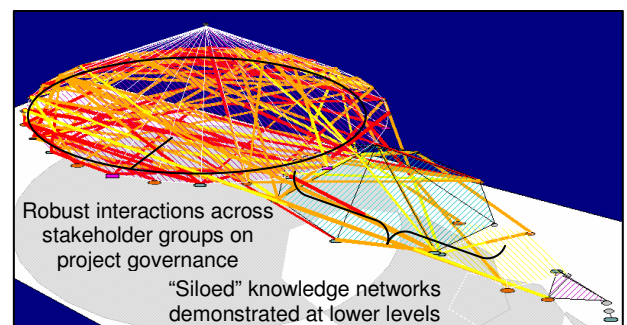 Robust interactions across
stakeholder groups on
project governance
“Siloed” knowledge networks
demonstrated at lower levels